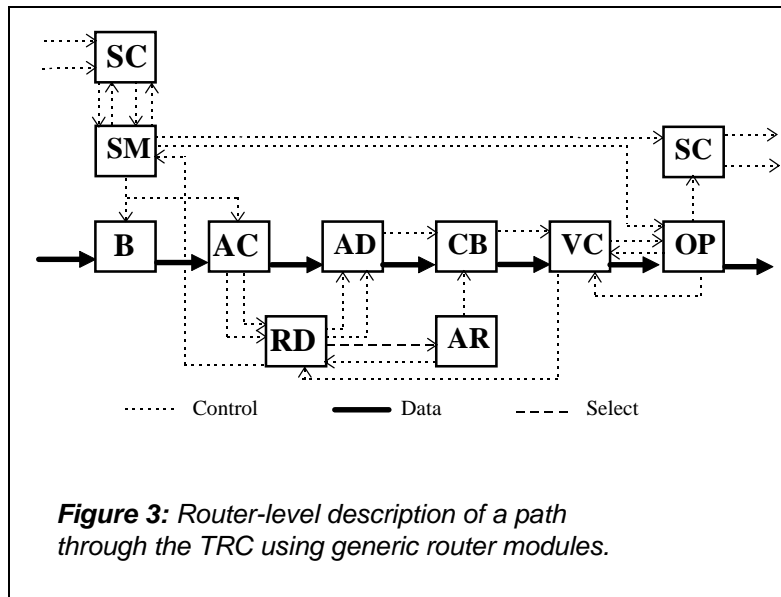 SC
SM
SC
B
AC
AD
CB
VC
OP
RD
AR
Control
Data
Select
Figure 3: Router-level description of a path
through the TRC using generic router modules.